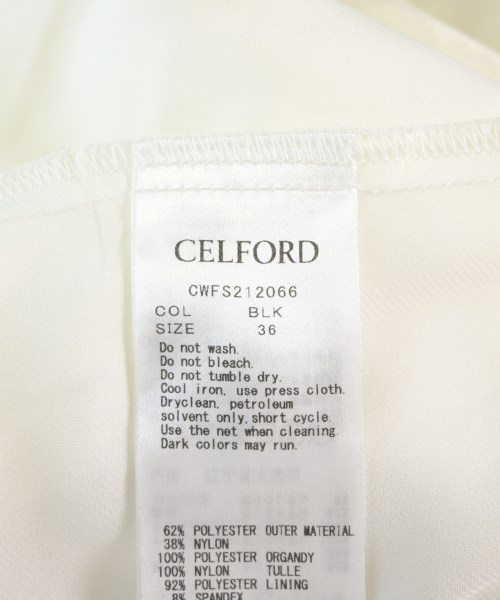 CELFORD
CWFS212066
COL BLK
SIZE 36
Do not wash.
Do not bleach.
Do not tumble dry.
Cool iron, use press cloth.
Dryclean, petroleum
solvent only,short cycle.
Use the net when cleaning.
Dark colors may run.
62% POLYESTER OUTER MATERIAL
38% NYLON
100% POLYESTER ORGANDY
100% NYLON TULLE
92% POLYESTER LINING
8% SPANDEX